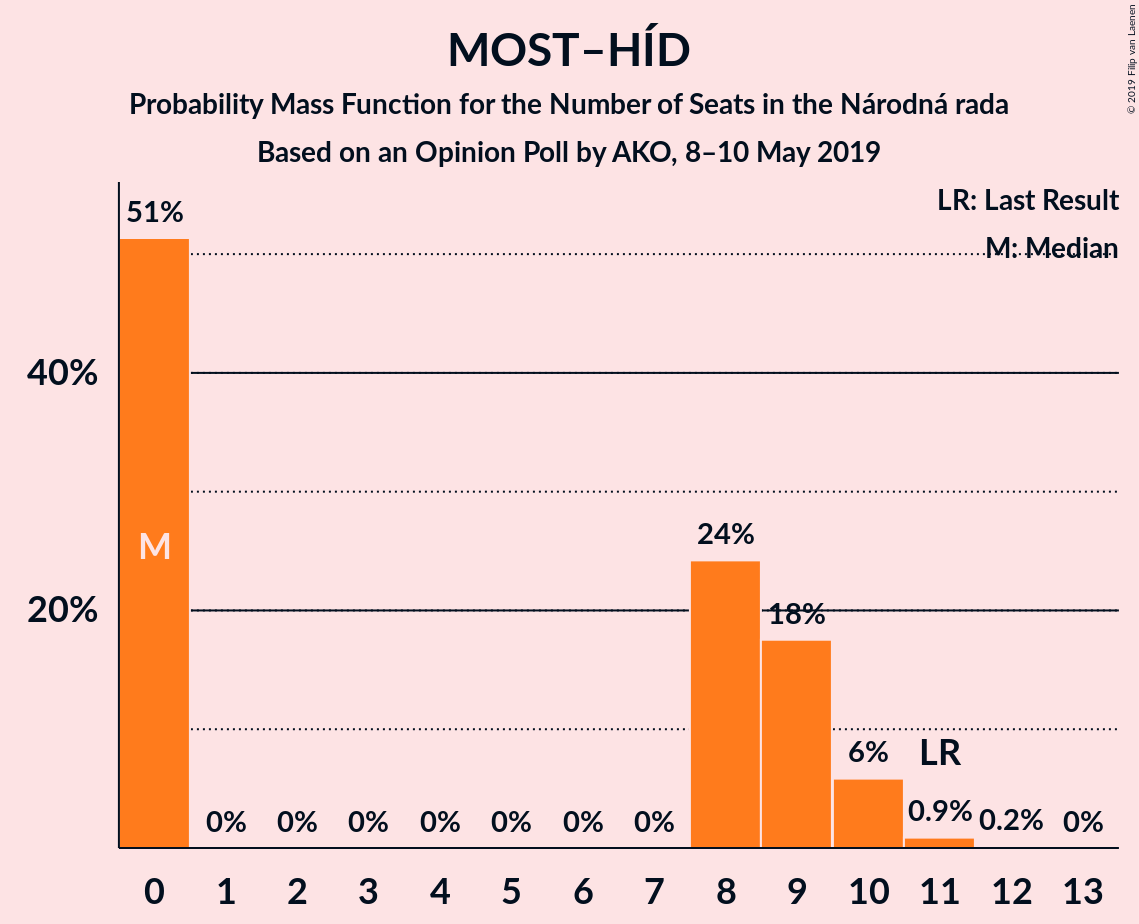 MOST–HÍD
Probability Mass Function for the Number of Seats in the Národná rada
Based on an Opinion Poll by AKO, 8–10 May 2019
© 2019 Filip van Laenen
LR: Last Result
M: Median
51%
40%
M
24%
20%
18%
6%
LR
0% 0% 0% 0% 0% 0% 0% 0.9% 0.2% 0%
0 1 2 3 4 5 6 7 8 9 10 11 12 13